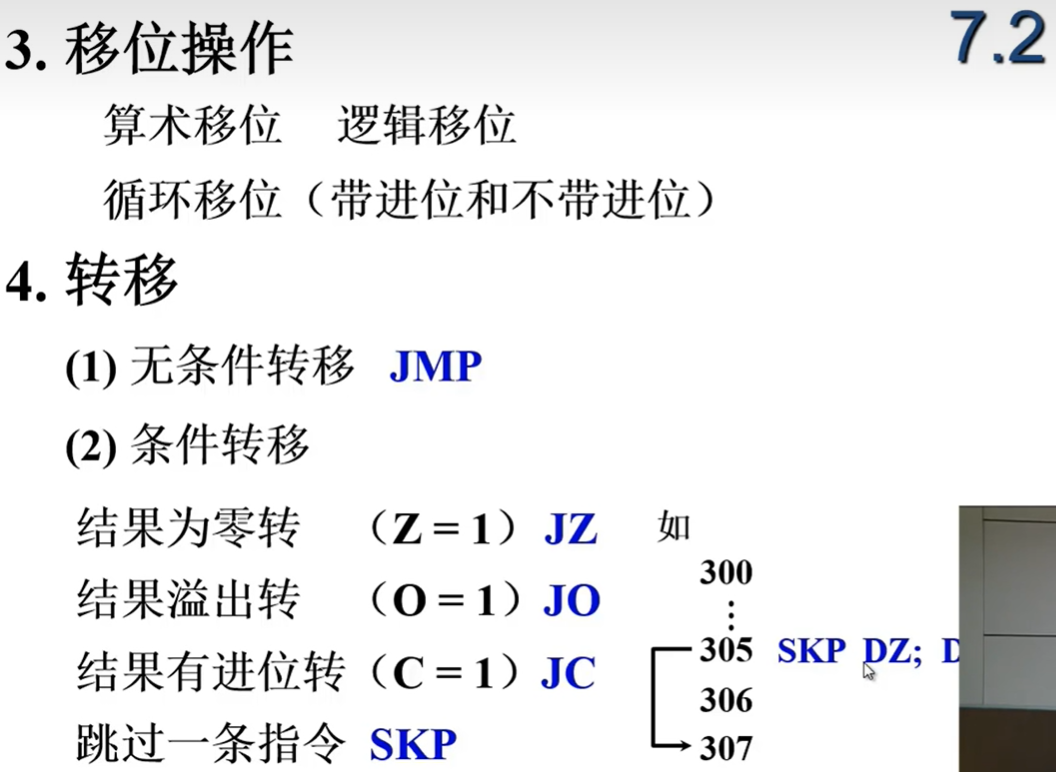 3. 移位操作
7.2
算术移位 逻辑移位
循环移位（带进位和不带进位）
4. 转移
(1) 无条件转移 JMP
(2) 条件转移
结果为零转 （Z = 1）JZ 如
300
结果溢出转 （O = 1）JO
⋮
305 SKP DZ; D
结果有进位转（C = 1）JC
306
跳过一条指令 SKP
307